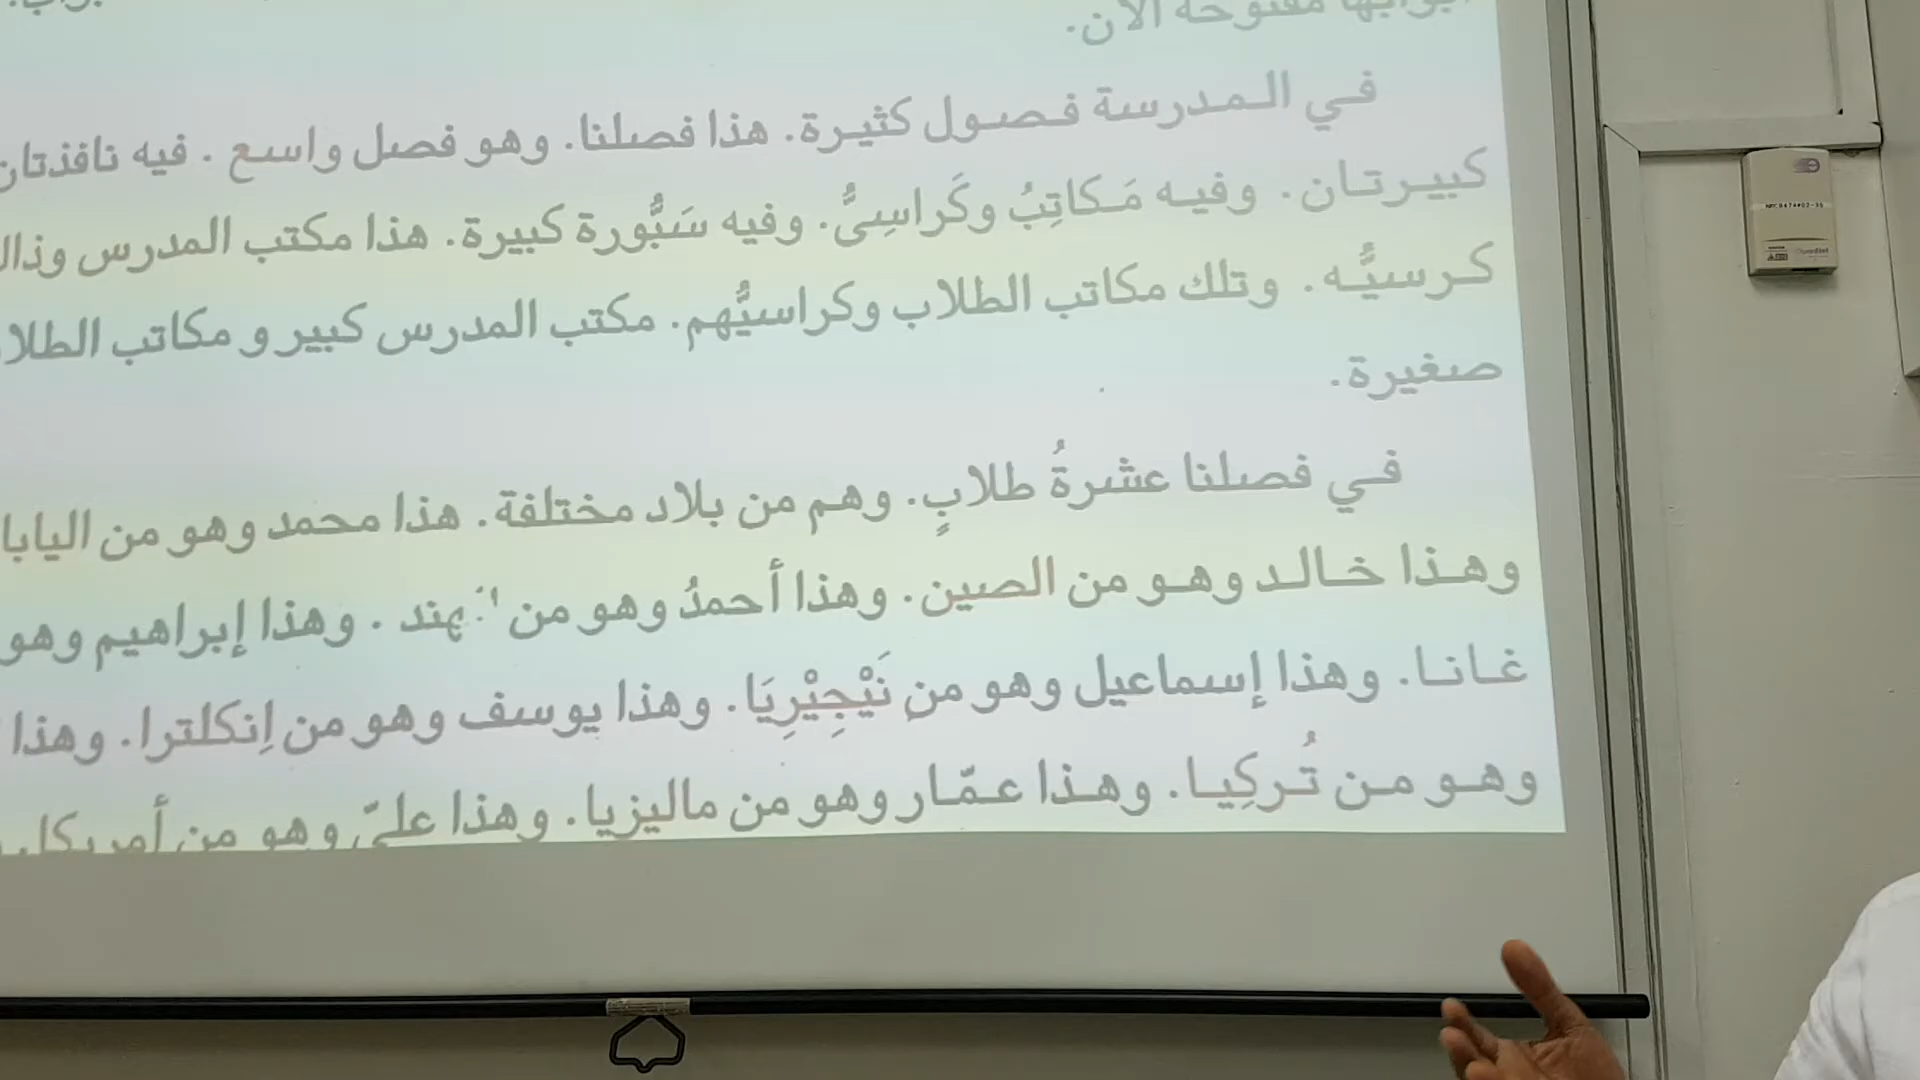 مفتوحة الآن.
في المدرسة فصول كثيرة. هذا فصلنا. وهو فصل واسع . فيه نافذتان
كبيرتان. وفيه مَكاتِبُ وكَراسِيُّ. وفيه سَبُّورة كبيرة. هذا مكتب المدرس
كرسيُّه . وتلك مكاتب الطلاب وكراسيُّهم. مكتب المدرس كبير و مكاتب
صغيرة.
في فصلنا عشرةُ طلابٍ. وهم من بلاد مختلفة. هذا محمد وهو من
وهذا خالد وهو من الصين. وهذا أحمدُ وهو من الهند . وهذا إبراهيم وهو
غانا. وهذا إسماعيل وهو من نَيْجِيْرِيَا. وهذا يوسف وهو من اِنكلترا. وهذا
وهو من تُركِيا. وهذا عمّار وهو من ماليزيا. وهذا عليّ وهو من أمريكا.